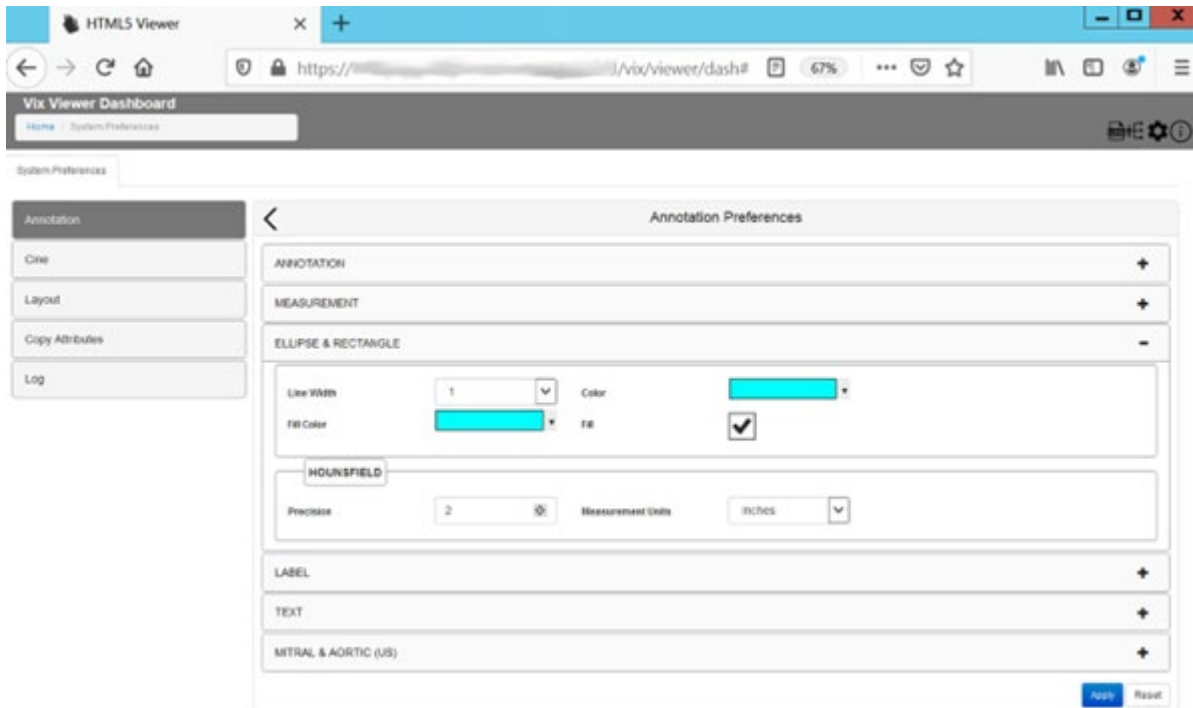 HTML5 Viewer
https:// /vix/viewer/dash# 67%
Vix Viewer Dashboard
Home / System Preferences
System Preferences
Annotation
Cine
Layout
Copy Attributes
Log
Annotation Preferences
ANNOTATION
MEASUREMENT
ELLIPSE & RECTANGLE
Line Width 1 Color
Fill Color Fill
HOUNSFIELD
Precision 2 Measurement Units inches
LABEL
TEXT
MITRAL & AORTIC (US)
Apply Reset